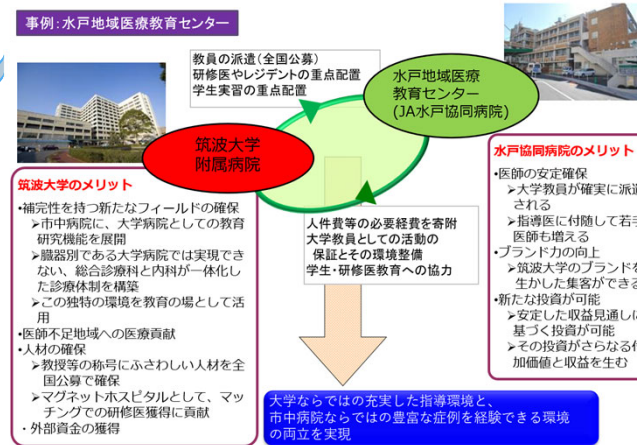 事例:水戸地域医療教育センター
教員の派遣(全国公募)
研修医やレジデントの重点配置
学生実習の重点配置
水戸地域医療
教育センター
(JA水戸協同病院)
筑波大学
附属病院
人件費等の必要経費を寄附
大学教員としての活動の
保証とその環境整備
学生・研修医教育への協力
筑波大学のメリット
•補完性を持つ新たなフィールドの確保
➢市中病院に、大学病院としての教育
研究機能を展開
➢臓器別である大学病院では実現でき
ない、総合診療科と内科が一体化し
た診療体制を構築
➢この独特の環境を教育の場として活
用
•医師不足地域への医療貢献
•人材の確保
➢教授等の称号にふさわしい人材を全
国公募で確保
➢マグネットホスピタルとして、マッ
チングでの研修医獲得に貢献
・外部資金の獲得
水戸協同病院のメリット
•医師の安定確保
➢大学教員が確実に派遣
される
➢指導医に付随して若手
医師も増える
•ブランド力の向上
➢筑波大学のブランドを
生かした集客ができる
•新たな投資が可能
➢安定した収益見通しに
基づく投資が可能
➢その投資がさらなる付
加価値と収益を生む
大学ならではの充実した指導環境と、
市中病院ならではの豊富な症例を経験できる環境
の両立を実現